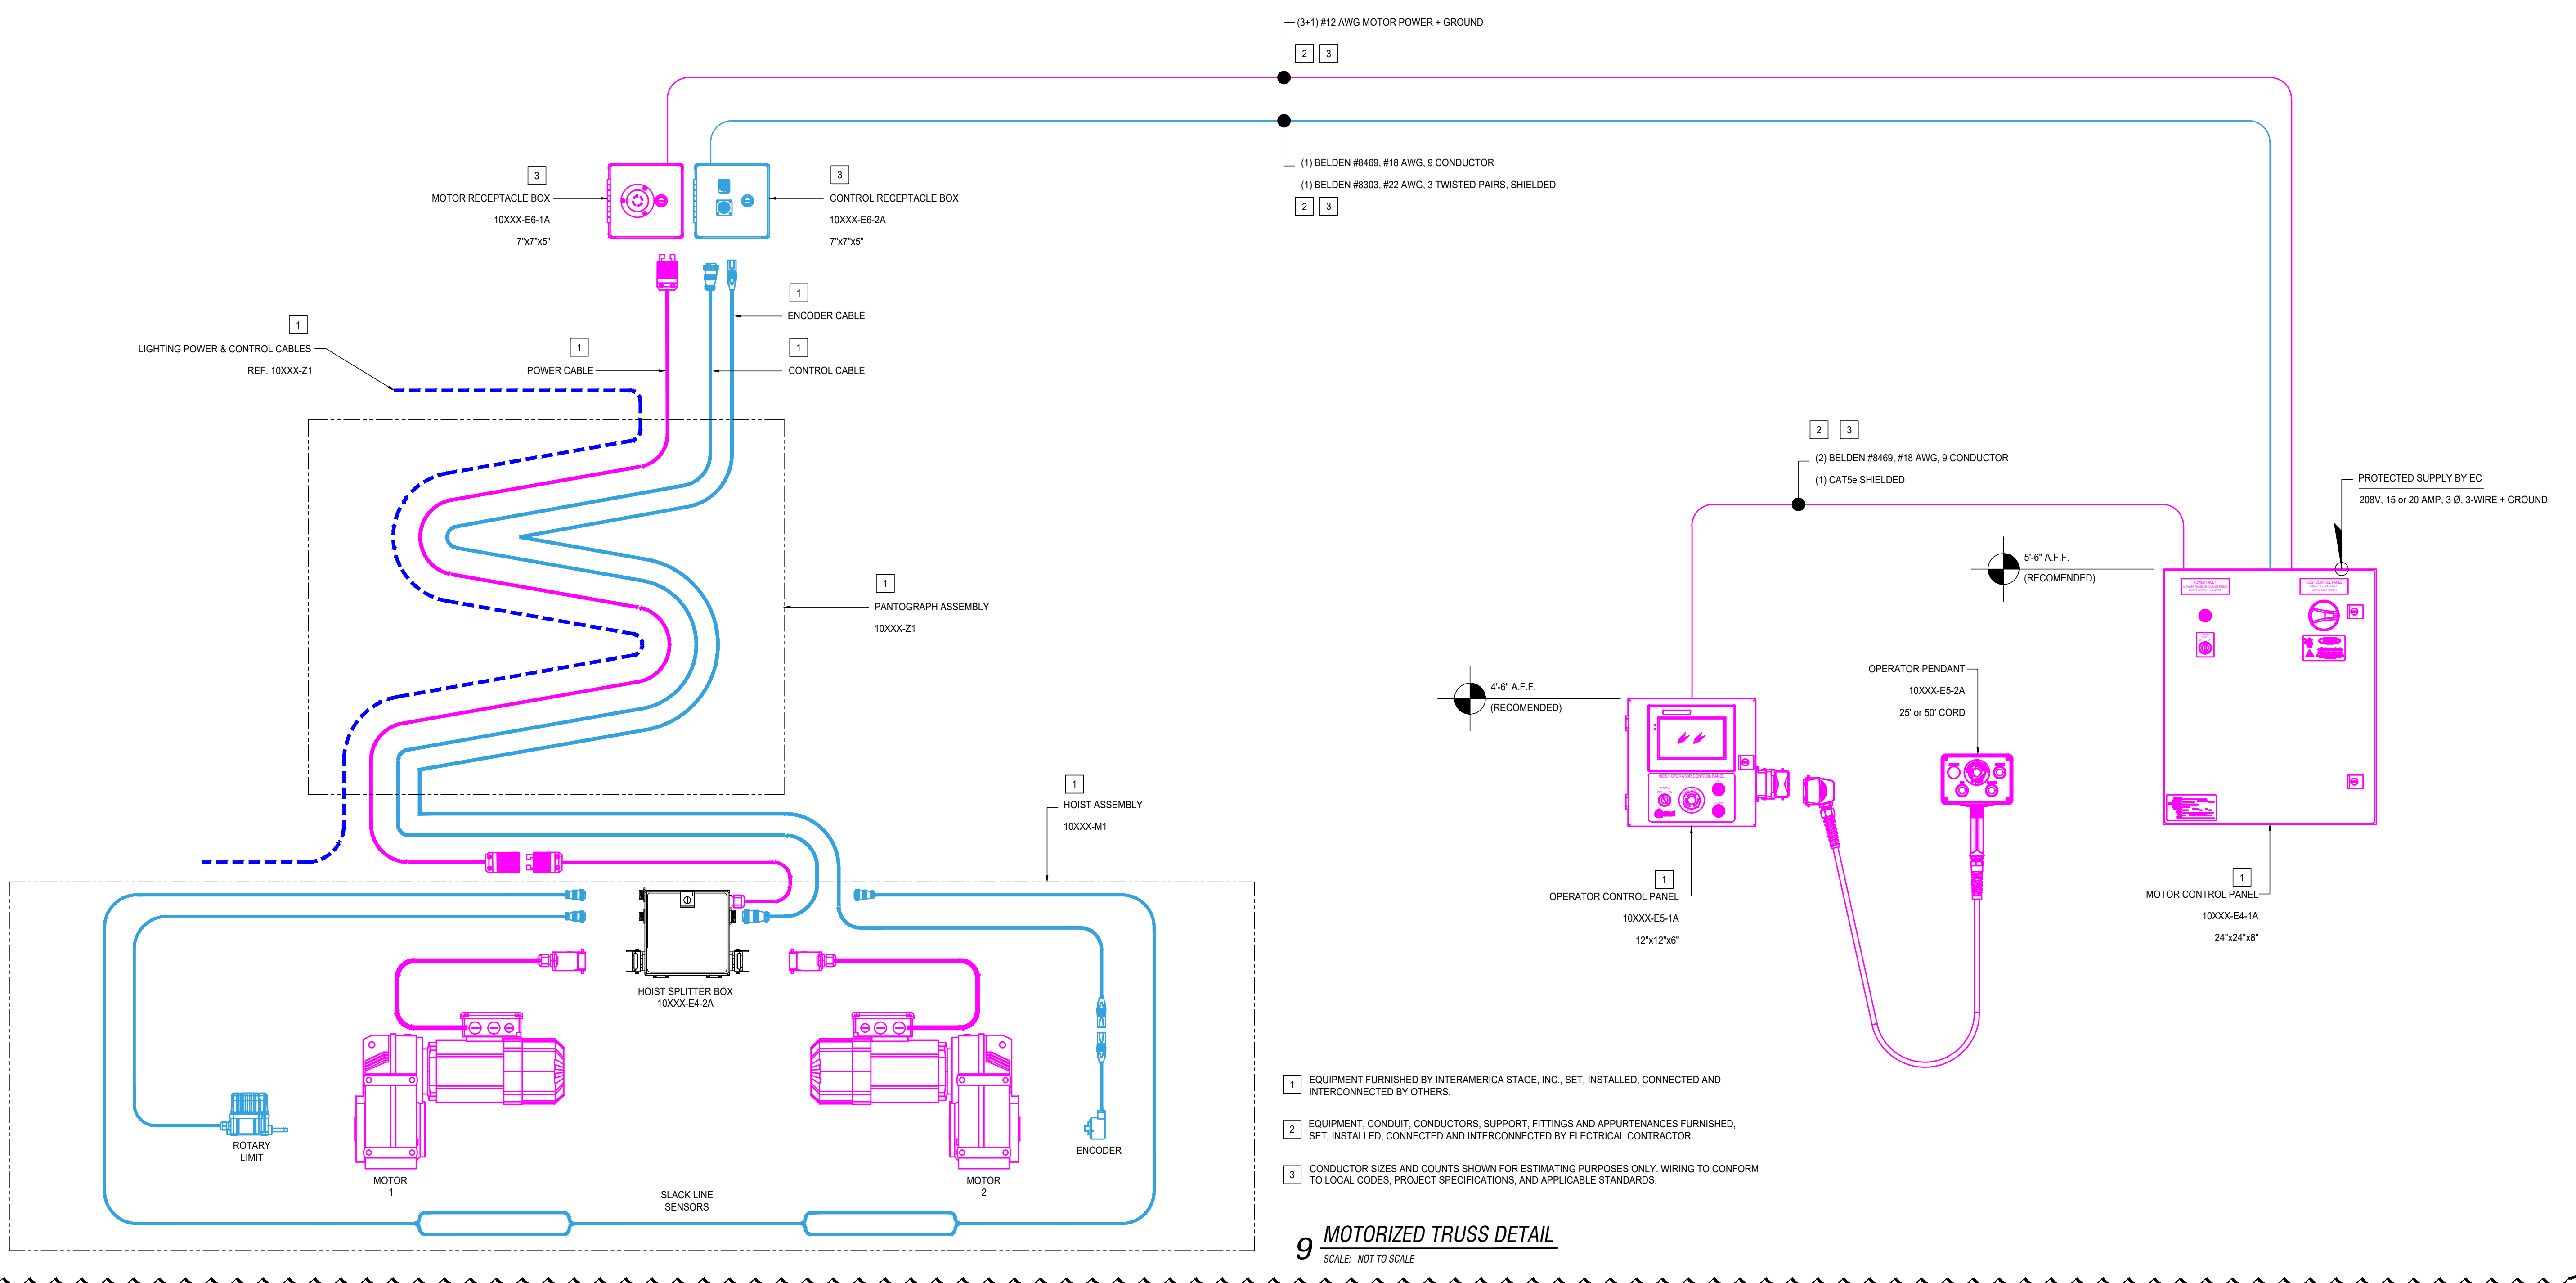 (3+1) #12 AWG MOTOR POWER + GROUND
2 3
(1) BELDEN #8469, #18 AWG, 9 CONDUCTOR
(1) BELDEN #8303, #22 AWG, 3 TWISTED PAIRS, SHIELDED
2 3
3
MOTOR RECEPTACLE BOX
10XXX-E6-1A
7"x7"x5"
3
CONTROL RECEPTACLE BOX
10XXX-E6-2A
7"x7"x5"
1
ENCODER CABLE
1
LIGHTING POWER & CONTROL CABLES
REF. 10XXX-Z1
1
POWER CABLE
1
CONTROL CABLE
2 3
(2) BELDEN #8469, #18 AWG, 9 CONDUCTOR
(1) CAT5e SHIELDED
PROTECTED SUPPLY BY EC
208V, 15 or 20 AMP, 3 Ø, 3-WIRE + GROUND
5'-6" A.F.F.
(RECOMENDED)
POWER FAULT
HOIST CONTROL PANEL
1
PANTOGRAPH ASSEMBLY
10XXX-Z1
4'-6" A.F.F.
(RECOMENDED)
OPERATOR PENDANT
10XXX-E5-2A
25' or 50' CORD
HOIST OPERATOR CONTROL PANEL
1
HOIST ASSEMBLY
10XXX-M1
1
OPERATOR CONTROL PANEL
10XXX-E5-1A
12"x12"x6"
1
MOTOR CONTROL PANEL
10XXX-E4-1A
24"x24"x8"
HOIST SPLITTER BOX
10XXX-E4-2A
ROTARY
LIMIT
MOTOR
1
SLACK LINE
SENSORS
MOTOR
2
ENCODER
1 EQUIPMENT FURNISHED BY INTERAMERICA STAGE, INC., SET, INSTALLED, CONNECTED AND
INTERCONNECTED BY OTHERS.
2 EQUIPMENT, CONDUIT, CONDUCTORS, SUPPORT, FITTINGS AND APPURTENANCES FURNISHED,
SET, INSTALLED, CONNECTED AND INTERCONNECTED BY ELECTRICAL CONTRACTOR.
3 CONDUCTOR SIZES AND COUNTS SHOWN FOR ESTIMATING PURPOSES ONLY. WIRING TO CONFORM
TO LOCAL CODES, PROJECT SPECIFICATIONS, AND APPLICABLE STANDARDS.
9 MOTORIZED TRUSS DETAIL
SCALE: NOT TO SCALE